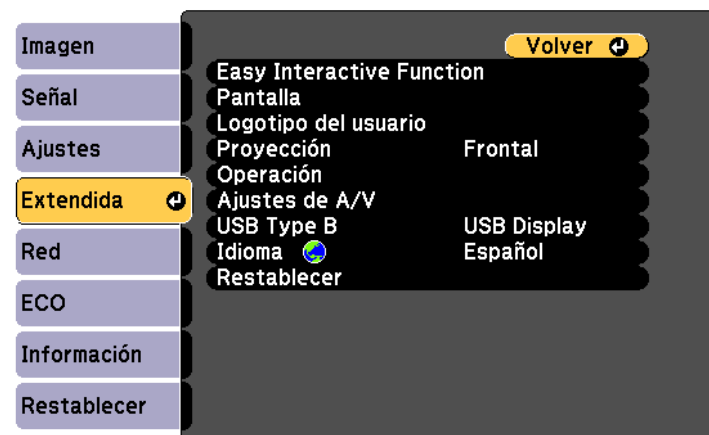 Imagen
Señal
Ajustes
Extendida
Red
ECO
Información
Restablecer
Volver
Easy Interactive Function
Pantalla
Logotipo del usuario
Proyección Frontal
Operación
Ajustes de A/V
USB Type B USB Display
Idioma Español
Restablecer